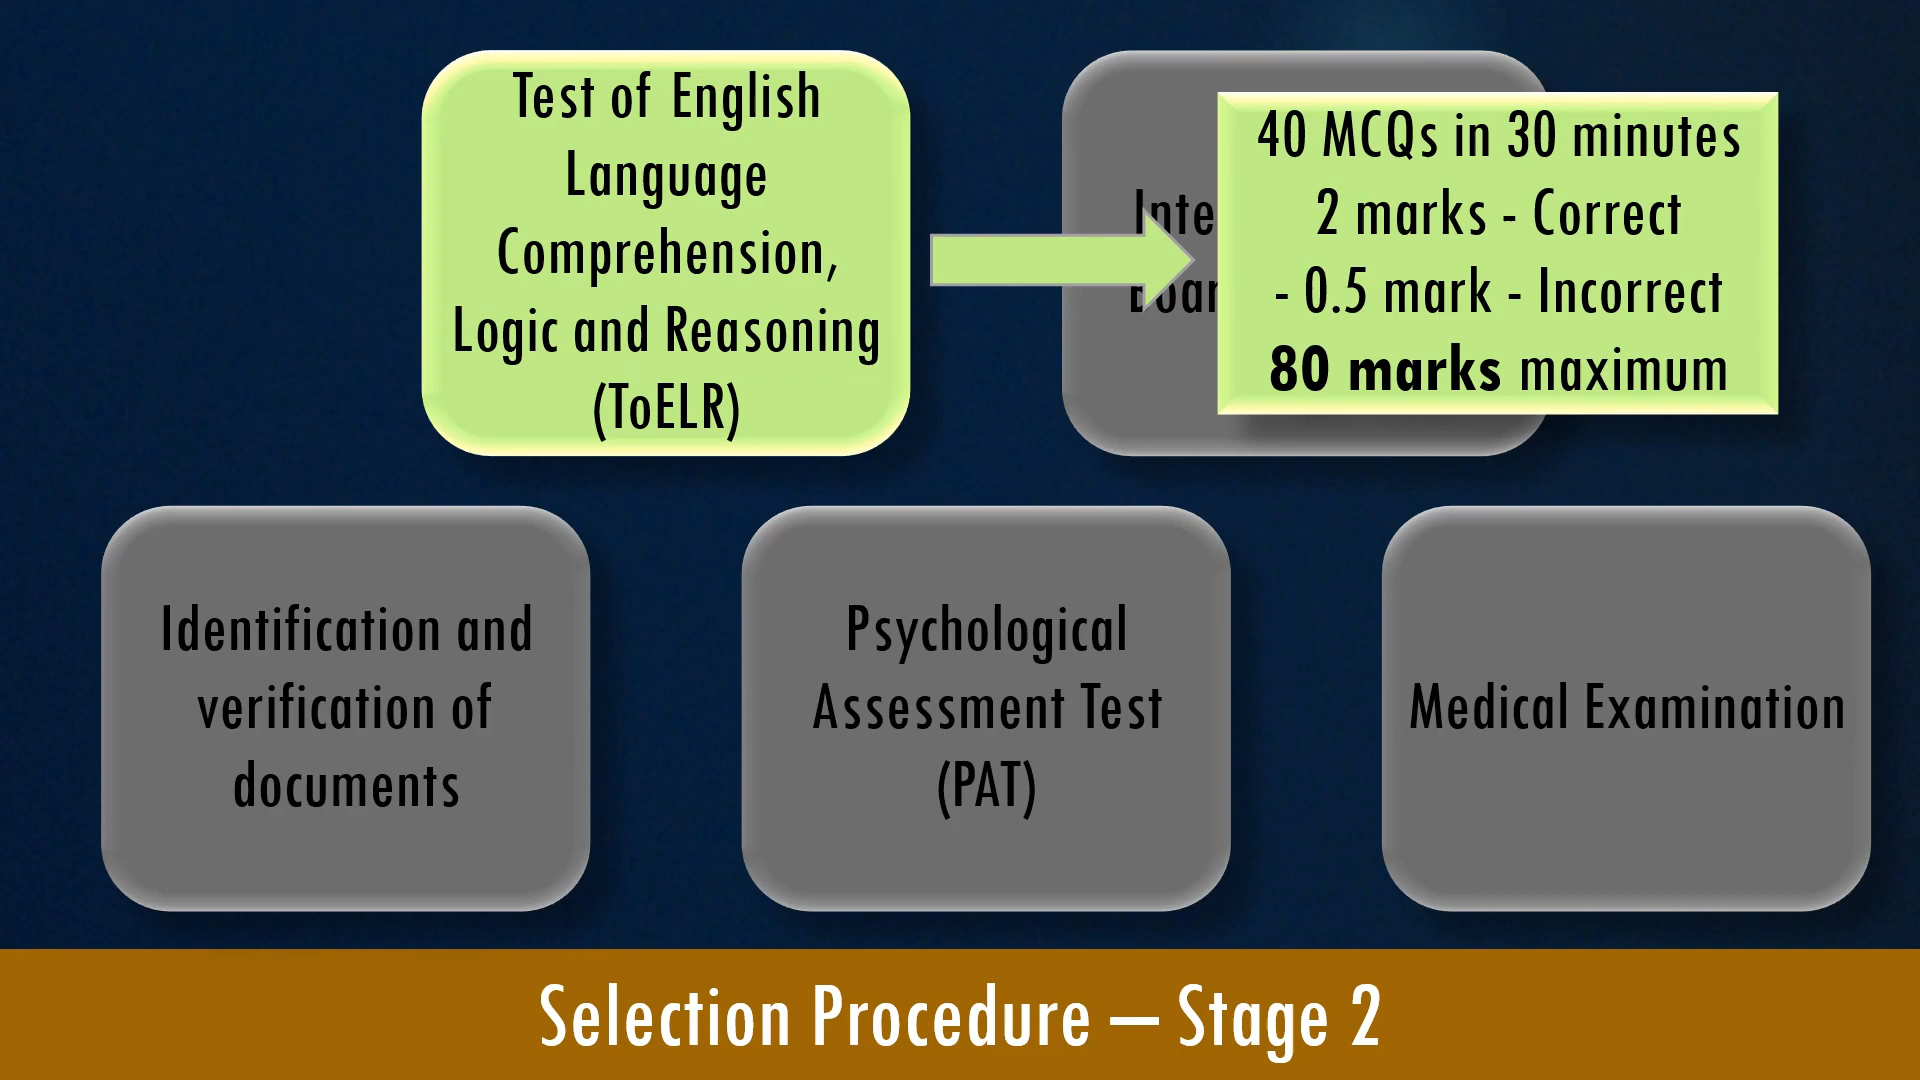 Test of English
Language
Comprehension,
Logic and Reasoning
(ToELR)
40 MCQs in 30 minutes
2 marks - Correct
- 0.5 mark - Incorrect
80 marks maximum
Identification and
verification of
documents
Psychological
Assessment Test
(PAT)
Medical Examination
Selection Procedure – Stage 2